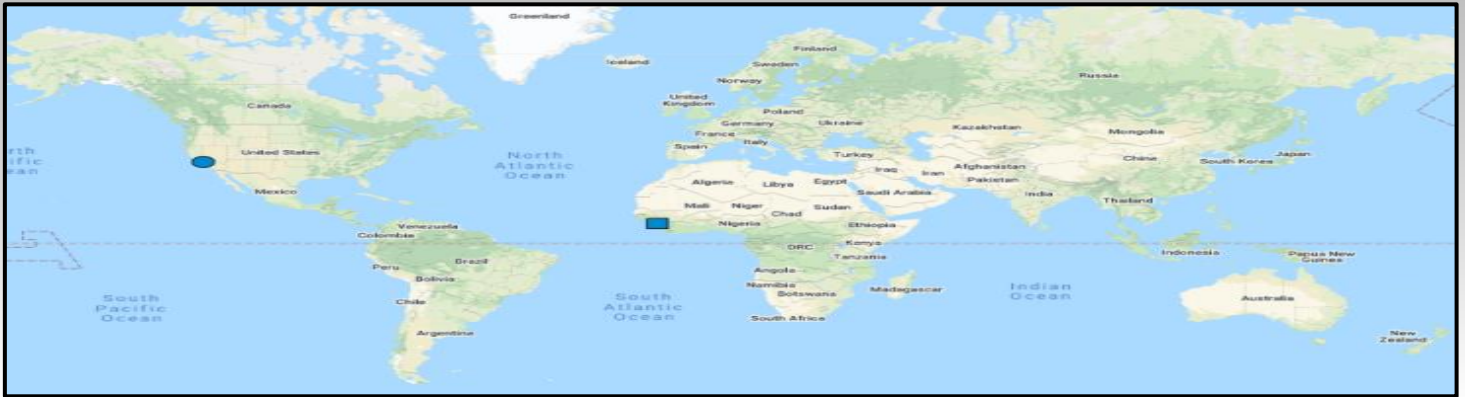 Greenland
Iceland
Finland
Sweden
Norway
Russia
Canada
United
Kingdom
Poland
Germany
Ukraine
France
Kazakhstan
Mongolia
Italy
Spain
United States
North
Atlantic
Ocean
Turkey
China
South Korea
Japan
rth
ific
ean
Iraq
Iran
Afghanistan
Pakistan
Algeria
Libya
Egypt
Saudi Arabia
India
Mexico
Mali
Niger
Chad
Sudan
Thailand
Venezuela
Colombia
Nigeria
Ethiopia
DRC
Kenya
Tanzania
Indonesia
Papua New
Guinea
Peru
Brazil
Bolivia
Angola
Namibia
Botswana
Madagascar
Indian
Ocean
South
Pacific
Ocean
Chile
South
Atlantic
Ocean
South Africa
Australia
Argentina
New
Zealand